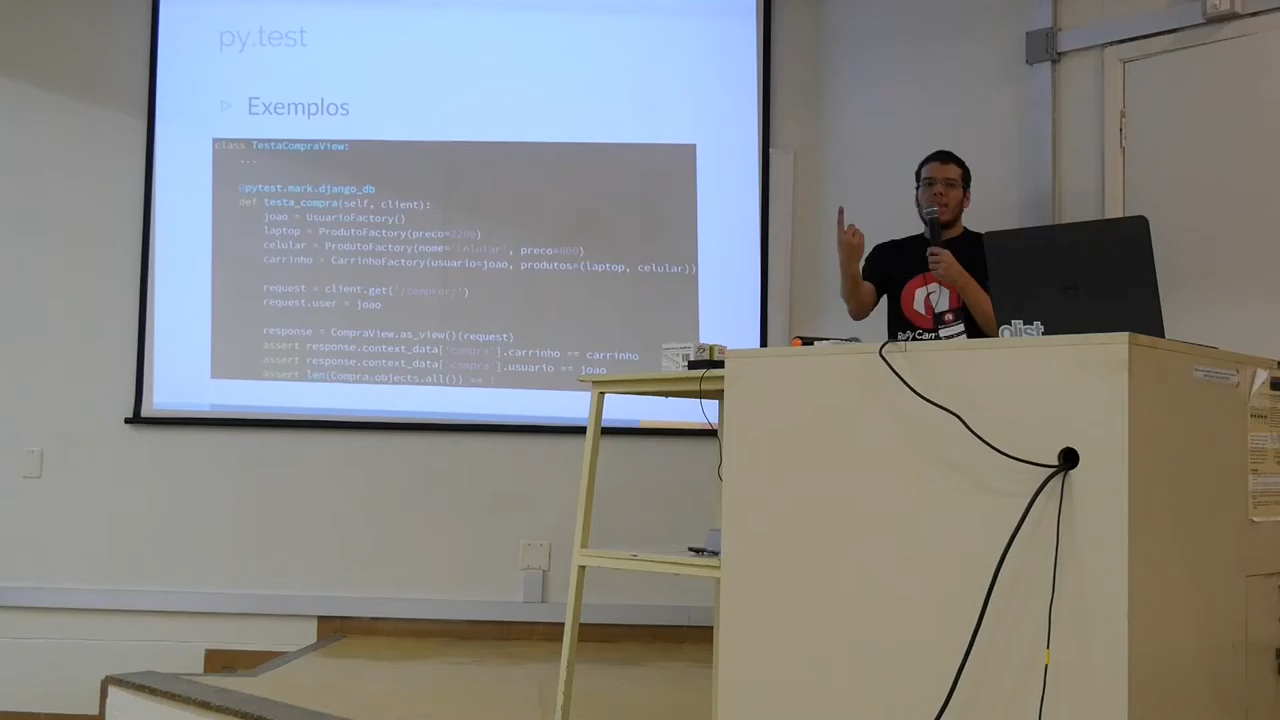 py.test
Exemplos
class TestaCompraView:
...
@pytest.mark.django_db
def testa_compra(self, client):
joao = UsuarioFactory()
laptop = ProdutoFactory(preco=2200)
celular = ProdutoFactory(nome='celular', preco=800)
carrinho = CarrinhoFactory(usuario=joao, produtos=(laptop, celular))
request = client.get('/comprar/')
request.user = joao
response = CompraView.as_view()(request)
assert response.context_data['compra'].carrinho == carrinho
assert response.context_data['compra'].usuario == joao
assert len(Compra.objects.all()) ==
olist